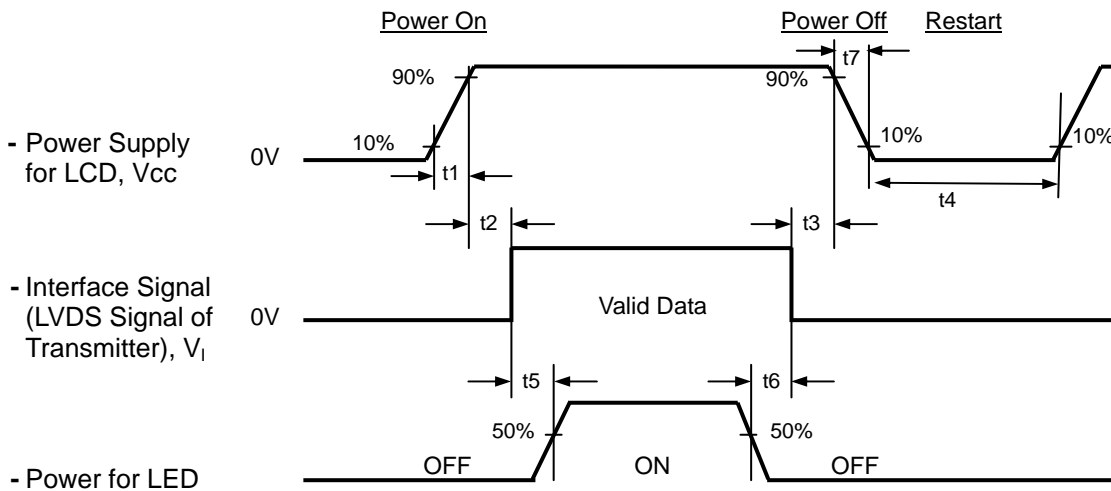 Power On
Power Off
Restart
t7
90%
90%
10%
10%
10%
- Power Supply
for LCD, Vcc
0V
t1
t4
t2
t3
- Interface Signal
(LVDS Signal of
Transmitter), VI
0V
Valid Data
t5
t6
50%
50%
OFF
ON
OFF
- Power for LED